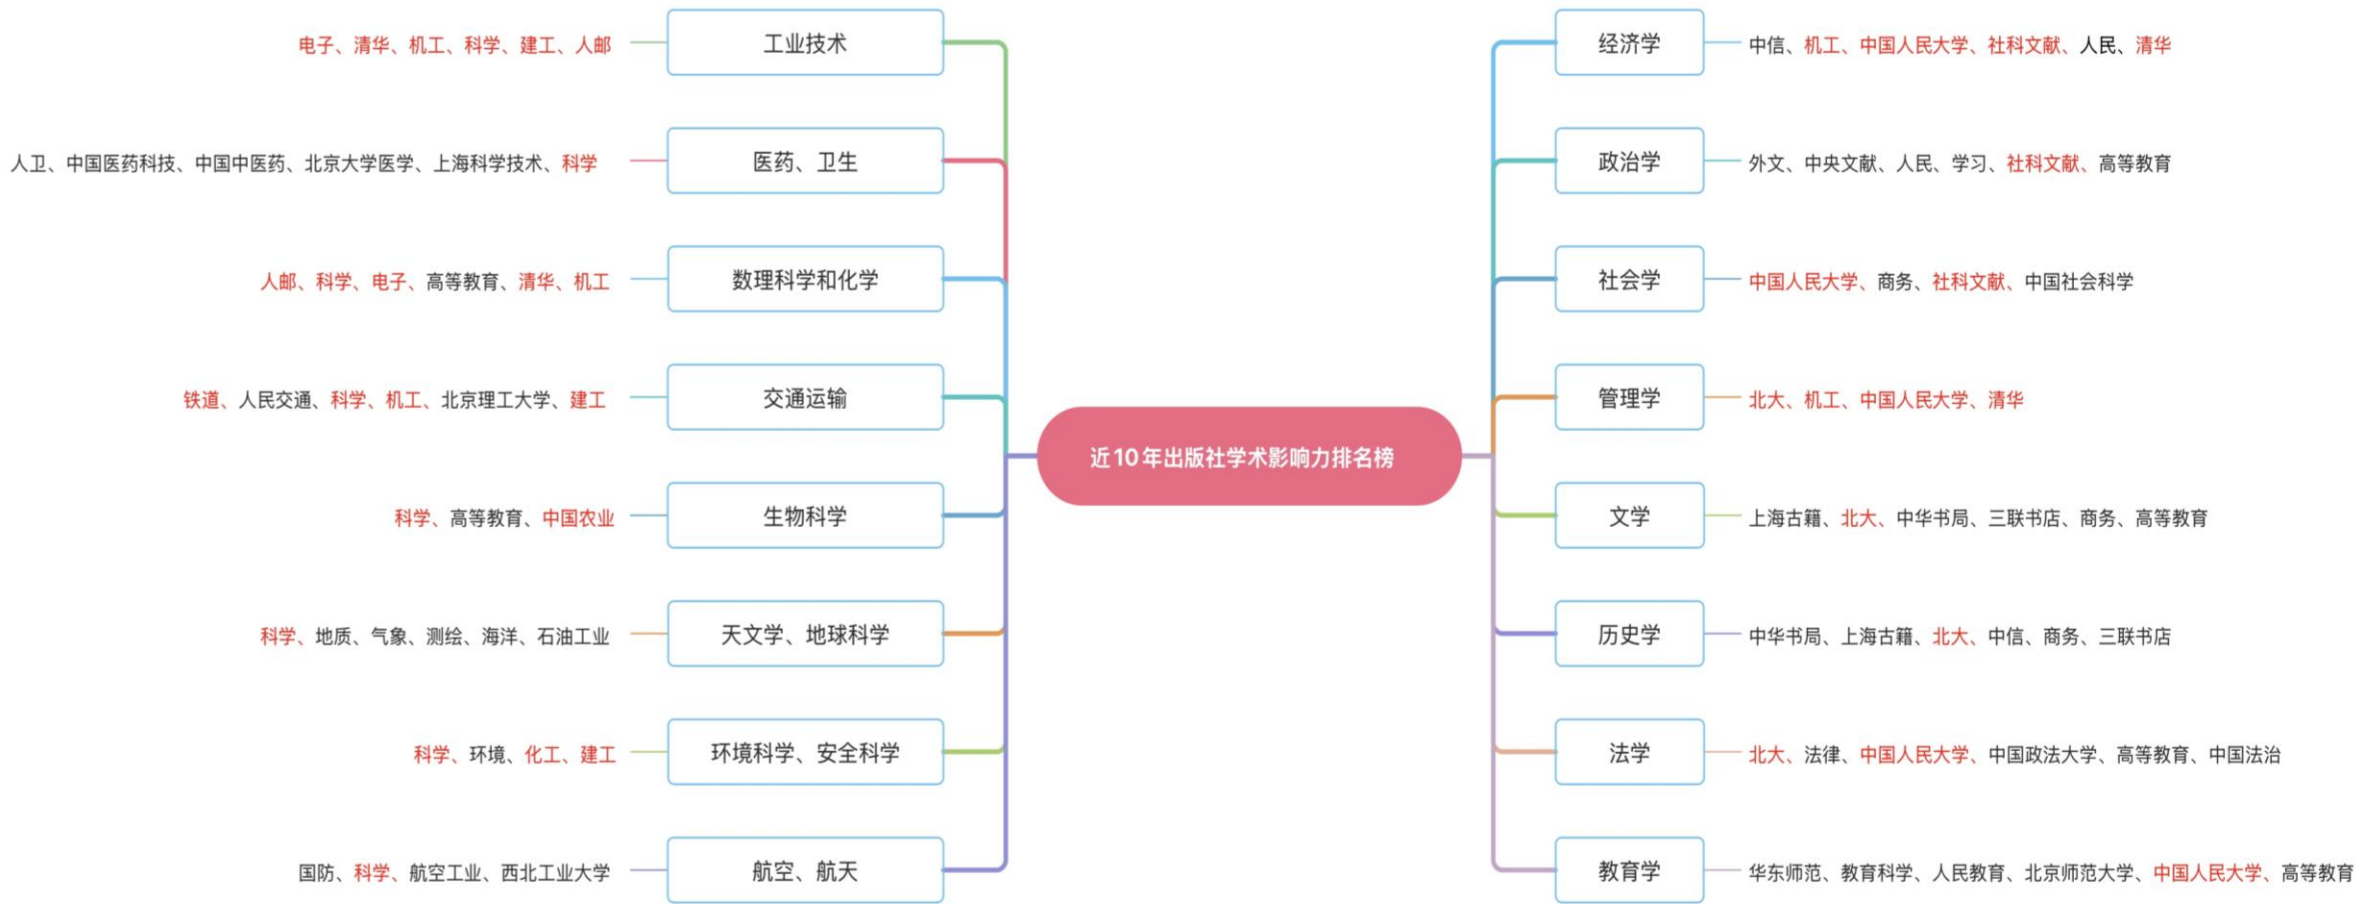 近10年出版社学术影响力排名榜
工业技术
电子、清华、机工、科学、建工、人邮
医药、卫生
人卫、中国医药科技、中国中医药、北京大学医学、上海科学技术、科学
数理科学和化学
人邮、科学、电子、高等教育、清华、机工
交通运输
铁道、人民交通、科学、机工、北京理工大学、建工
生物科学
科学、高等教育、中国农业
天文学、地球科学
科学、地质、气象、测绘、海洋、石油工业
环境科学、安全科学
科学、环境、化工、建工
航空、航天
国防、科学、航空工业、西北工业大学
经济学
中信、机工、中国人民大学、社科文献、人民、清华
政治学
外文、中央文献、人民、学习、社科文献、高等教育
社会学
中国人民大学、商务、社科文献、中国社会科学
管理学
北大、机工、中国人民大学、清华
文学
上海古籍、北大、中华书局、三联书店、商务、高等教育
历史学
中华书局、上海古籍、北大、中信、商务、三联书店
法学
北大、法律、中国人民大学、中国政法大学、高等教育、中国法治
教育学
华东师范、教育科学、人民教育、北京师范大学、中国人民大学、高等教育